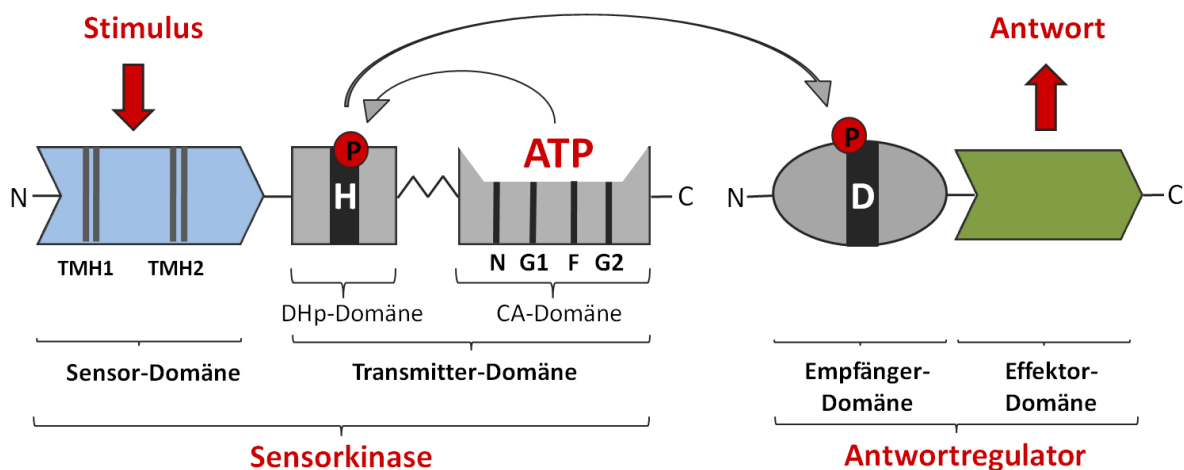 Stimulus
Antwort
P
ATP
P
N
H
C
N
D
C
TMH1 TMH2
N G1 F G2
DHp-Domäne
CA-Domäne
Sensor-Domäne
Transmitter-Domäne
Empfänger-
Domäne
Effektor-
Domäne
Sensorkinase
Antwortregulator